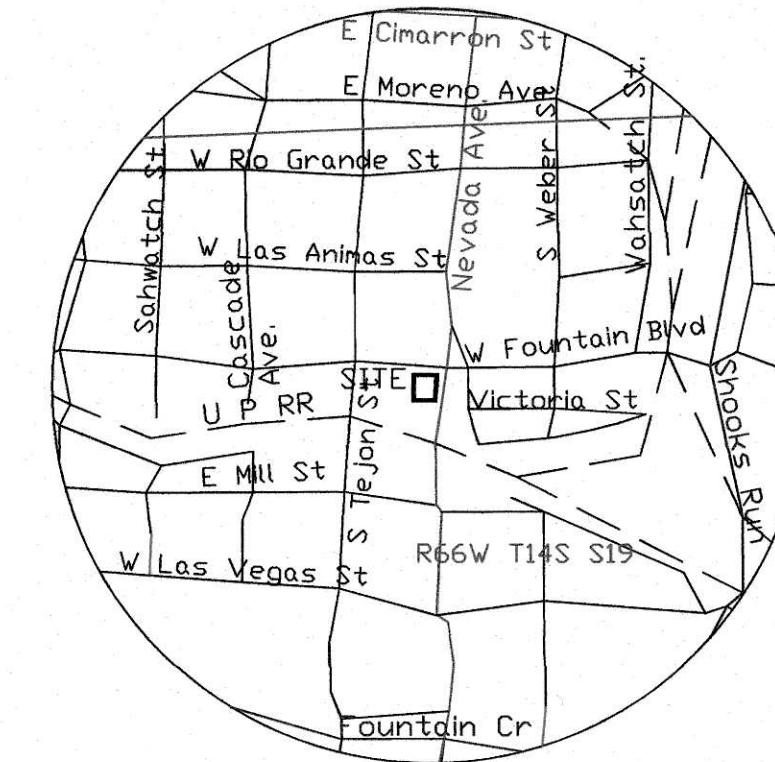 E Cimarron St
E Moreno Ave.
W Rio Grande St
Sahwatch St
Nevada Ave.
S Weber St
Wahsatch St.
W Las Animas St
Cascade
Ave.
W Fountain Blvd
SITE
Victoria St
U P RR
Shooks Run
E Mill St
S Tejon St
R66W T14S S19
W Las Vegas St
Fountain Cr